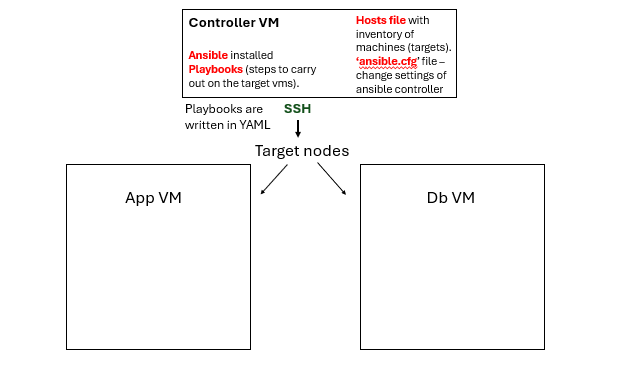 Controller VM
Ansible installed
Playbooks (steps to carry
out on the target vms).
Hosts file with
inventory of
machines (targets).
‘ansible.cfg’ file –
change settings of
ansible controller
Playbooks are
written in YAML
SSH
Target nodes
App VM
Db VM